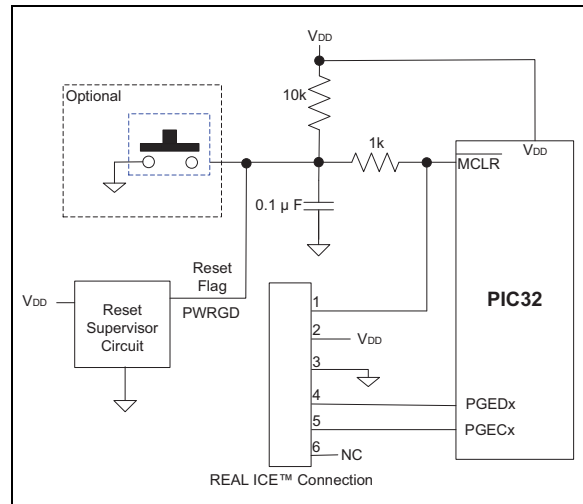 VDD
10k
Optional
1k
VDD
MCLR
0.1 µ F
Reset
Flag
PWRGD
VDD
Reset
Supervisor
Circuit
PIC32
1
2
VDD
3
4
PGEDx
5
PGECx
6
NC
REAL ICE™ Connection